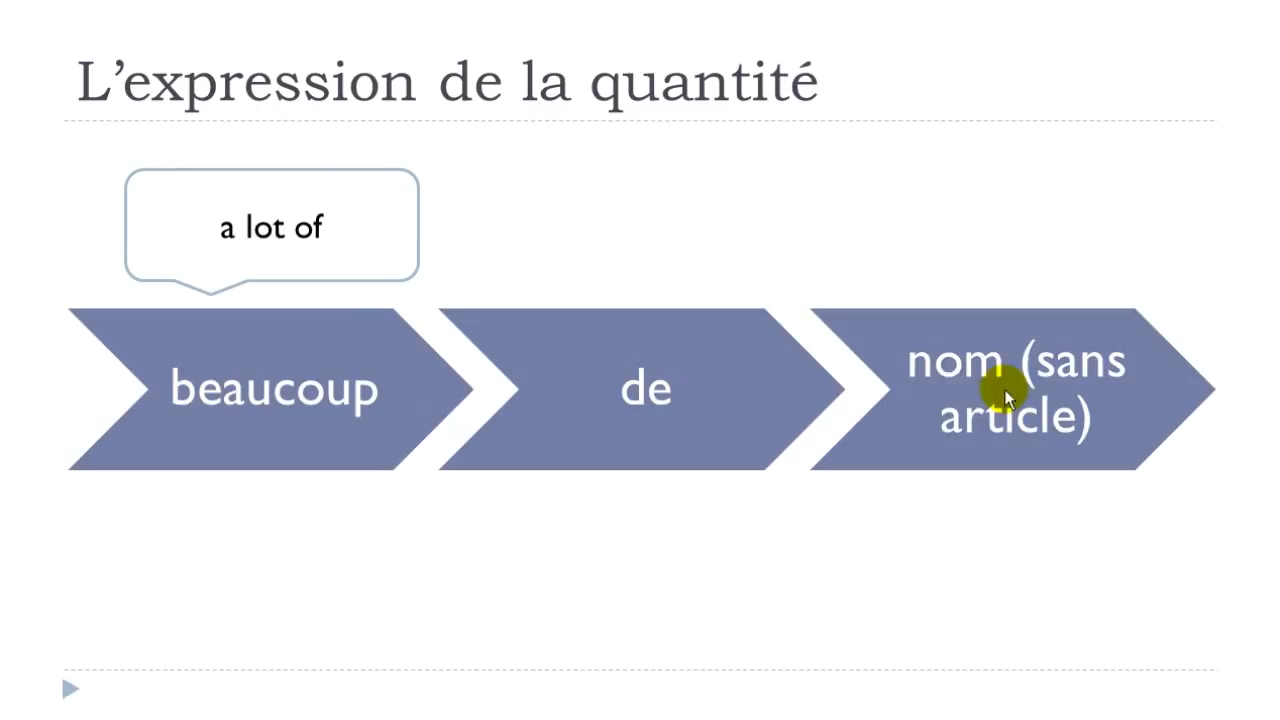 L’expression de la quantité
a lot of
beaucoup
de
nom (sans
article)